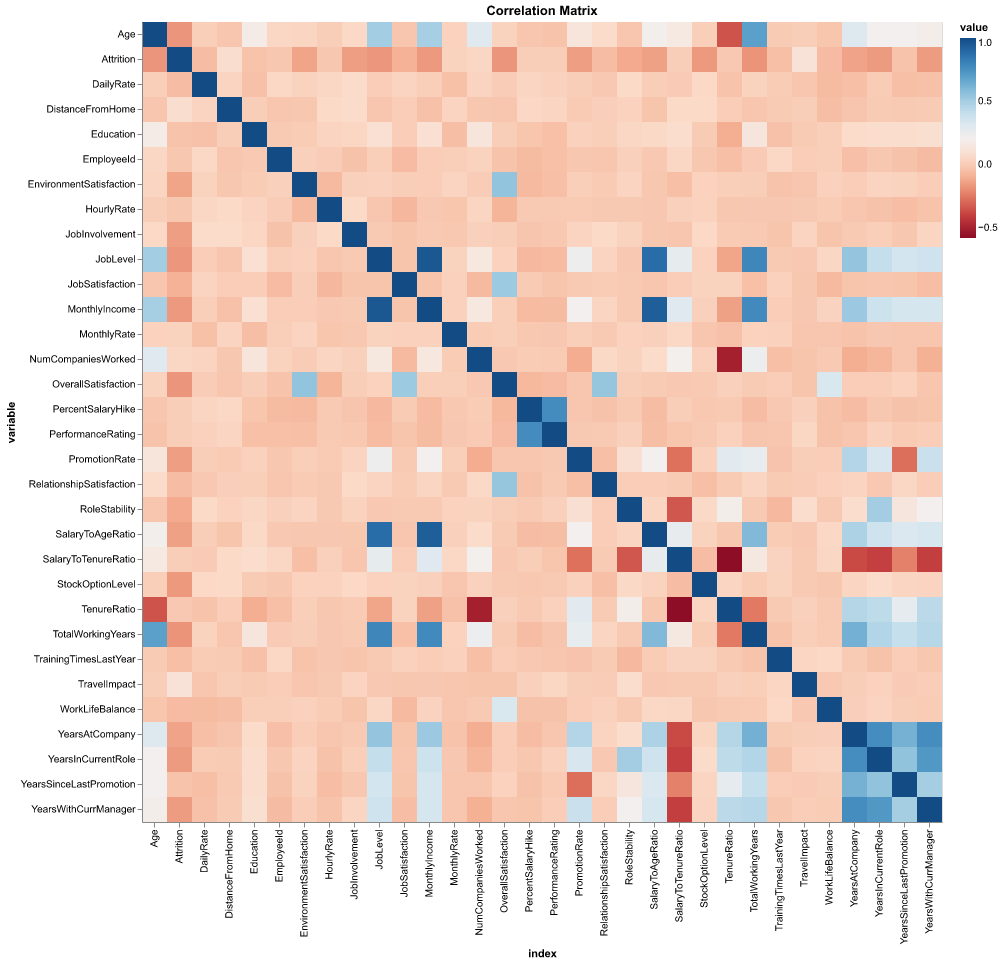 Correlation Matrix
value
1.0
0.5
0.0
−0.5
variable
Age
Attrition
DailyRate
DistanceFromHome
Education
EmployeeId
EnvironmentSatisfaction
HourlyRate
JobInvolvement
JobLevel
JobSatisfaction
MonthlyIncome
MonthlyRate
NumCompaniesWorked
OverallSatisfaction
PercentSalaryHike
PerformanceRating
PromotionRate
RelationshipSatisfaction
RoleStability
SalaryToAgeRatio
SalaryToTenureRatio
StockOptionLevel
TenureRatio
TotalWorkingYears
TrainingTimesLastYear
TravelImpact
WorkLifeBalance
YearsAtCompany
YearsInCurrentRole
YearsSinceLastPromotion
YearsWithCurrManager
Age
Attrition
DailyRate
DistanceFromHome
Education
EmployeeId
EnvironmentSatisfaction
HourlyRate
JobInvolvement
JobLevel
JobSatisfaction
MonthlyIncome
MonthlyRate
NumCompaniesWorked
OverallSatisfaction
PercentSalaryHike
PerformanceRating
PromotionRate
RelationshipSatisfaction
RoleStability
SalaryToAgeRatio
SalaryToTenureRatio
StockOptionLevel
TenureRatio
TotalWorkingYears
TrainingTimesLastYear
TravelImpact
WorkLifeBalance
YearsAtCompany
YearsInCurrentRole
YearsSinceLastPromotion
YearsWithCurrManager
index